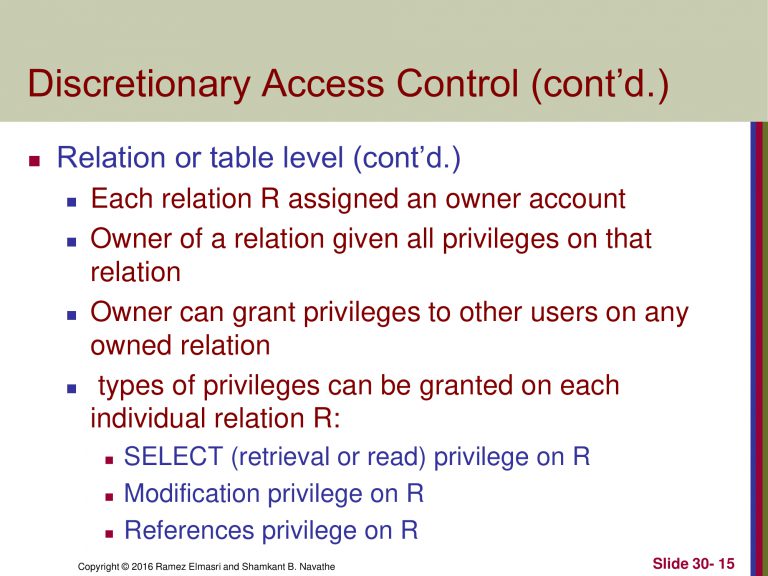 Discretionary Access Control (cont’d.)
Relation or table level (cont’d.)
Each relation R assigned an owner account
Owner of a relation given all privileges on that
relation
Owner can grant privileges to other users on any
owned relation
types of privileges can be granted on each
individual relation R:
SELECT (retrieval or read) privilege on R
Modification privilege on R
References privilege on R
Copyright © 2016 Ramez Elmasri and Shamkant B. Navathe
Slide 30- 15